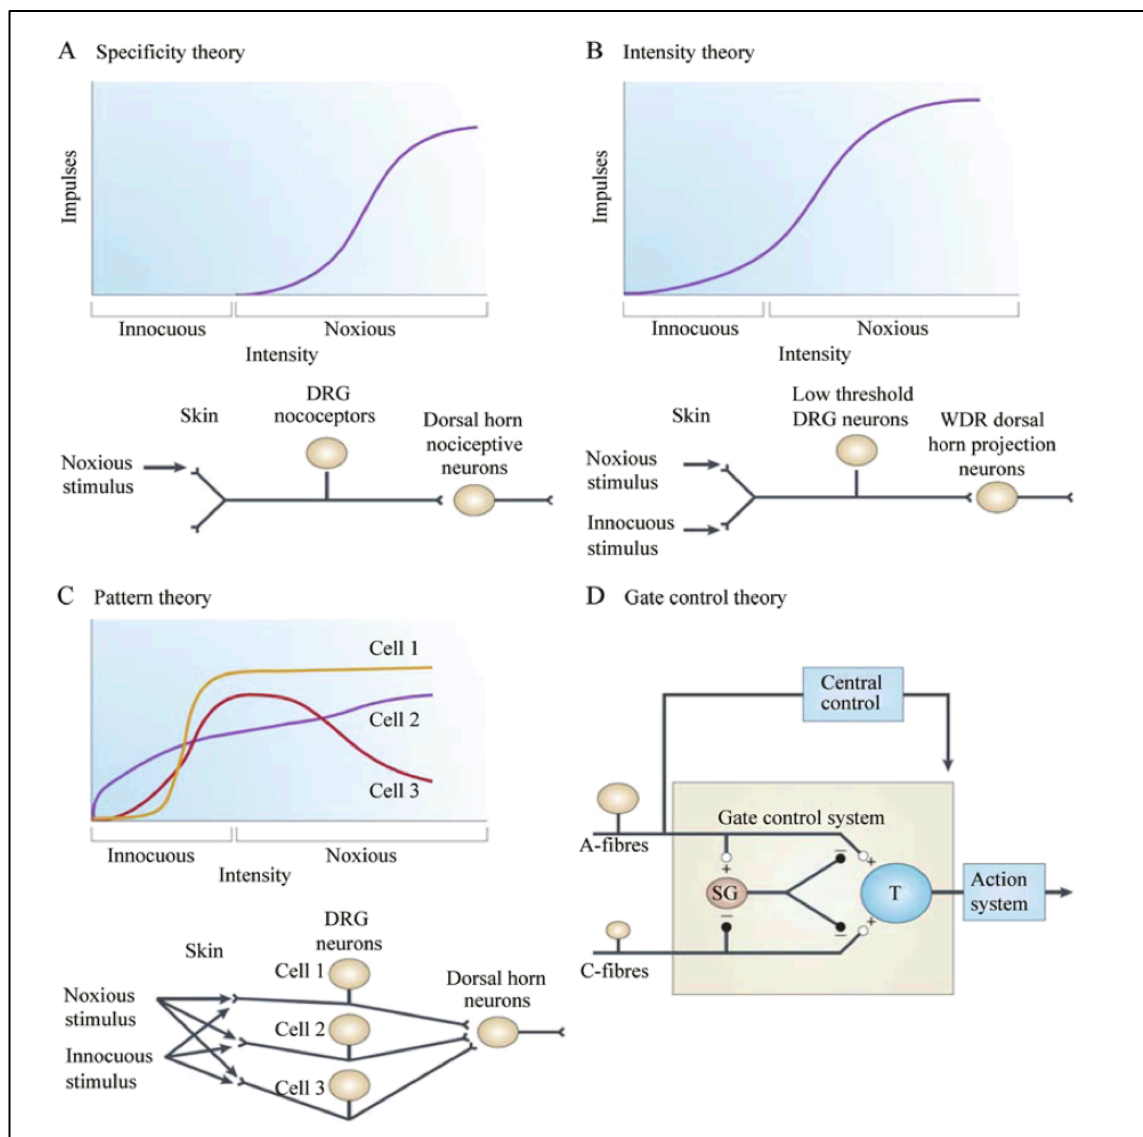 A Specificity theory
Impulses
Innocuous
Noxious
Intensity
Skin
DRG
nococeptors
Dorsal horn
nociceptive
neurons
Noxious
stimulus
B Intensity theory
Impulses
Innocuous
Noxious
Intensity
Skin
Low threshold
DRG neurons
WDR dorsal
horn projection
neurons
Noxious
stimulus
Innocuous
stimulus
C Pattern theory
Cell 1
Cell 2
Cell 3
Innocuous
Noxious
Intensity
Skin
DRG
neurons
Cell 1
Cell 2
Cell 3
Dorsal horn
neurons
Noxious
stimulus
Innocuous
stimulus
D Gate control theory
Central
control
Gate control system
A-fibres
+
–
+
SG
T
Action
system
–
–
+
C-fibres